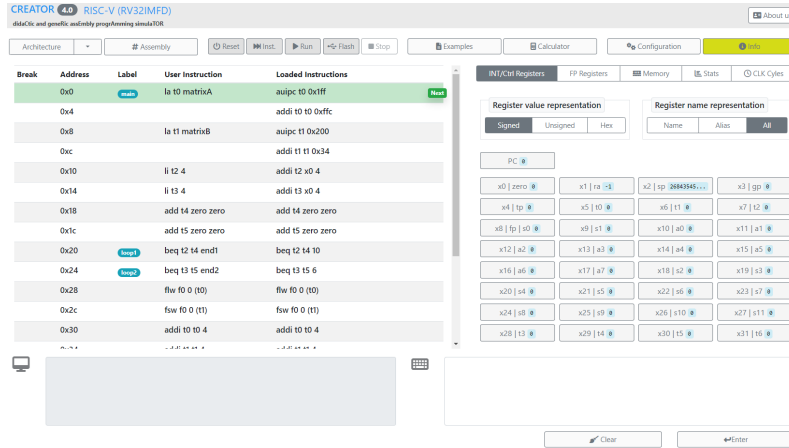 CREATOR 4.0 RISC-V (RV32IMFD)
didaCtic and geneRic assEmbly progrAmming simulaTOR
About u
Architecture # Assembly Reset Inst. Run Flash Stop Examples Calculator Configuration Info
Break Address Label User Instruction Loaded Instructions
0x0 main la t0 matrixA auipc t0 0x1ff Next
0x4 addi t0 t0 0xffc
0x8 la t1 matrixB auipc t1 0x200
0xc addi t1 t1 0x34
0x10 li t2 4 addi t2 x0 4
0x14 li t3 4 addi t3 x0 4
0x18 add t4 zero zero add t4 zero zero
0x1c add t5 zero zero add t5 zero zero
0x20 loop1 beq t2 t4 end1 beq t2 t4 10
0x24 loop2 beq t3 t5 end2 beq t3 t5 6
0x28 flw f0 0 (t0) flw f0 0 (t0)
0x2c fsw f0 0 (t1) fsw f0 0 (t1)
0x30 addi t0 t0 4 addi t0 t0 4
0x34 addi t1 t1 4 addi t1 t1 4
INT/Ctrl Registers FP Registers Memory Stats CLK Cyles
Register value representation Register name representation
Signed Unsigned Hex Name Alias All
PC 0
x0 | zero 0 x1 | ra -1 x2 | sp 26843545... x3 | gp 0
x4 | tp 0 x5 | t0 0 x6 | t1 0 x7 | t2 0
x8 | fp | s0 0 x9 | s1 0 x10 | a0 0 x11 | a1 0
x12 | a2 0 x13 | a3 0 x14 | a4 0 x15 | a5 0
x16 | a6 0 x17 | a7 0 x18 | s2 0 x19 | s3 0
x20 | s4 0 x21 | s5 0 x22 | s6 0 x23 | s7 0
x24 | s8 0 x25 | s9 0 x26 | s10 0 x27 | s11 0
x28 | t3 0 x29 | t4 0 x30 | t5 0 x31 | t6 0
Clear Enter